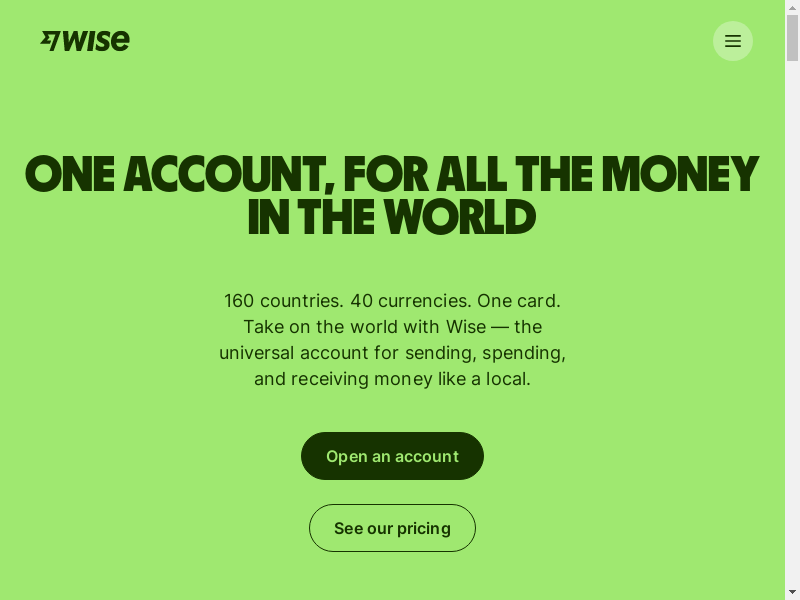 WISE
ONE ACCOUNT, FOR ALL THE MONEY
IN THE WORLD
160 countries. 40 currencies. One card.
Take on the world with Wise — the
universal account for sending, spending,
and receiving money like a local.
Open an account
See our pricing